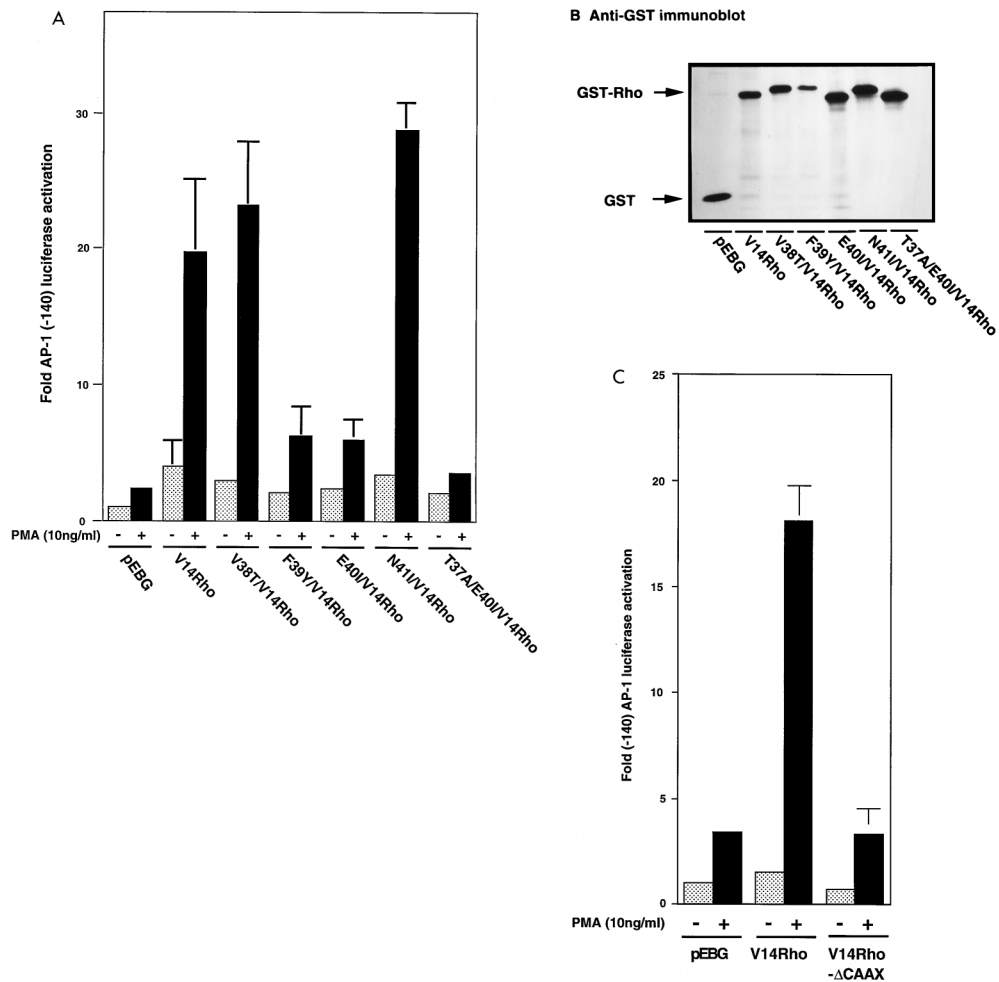 A
Fold AP-1 (-140) luciferase activation
30
20
10
0
PMA (10ng/ml)
- + - + - + - + - + - + - +
pEBG
V14Rho
V38T/V14Rho
F39Y/V14Rho
E40I/V14Rho
N41I/V14Rho
T37A/E40I/V14Rho
B Anti-GST immunoblot
GST-Rho
GST
pEBG
V14Rho
V38T/V14Rho
F39Y/V14Rho
E40I/V14Rho
N41I/V14Rho
T37A/E40I/V14Rho
C
Fold (-140) AP-1 luciferase activation
25
20
15
10
5
0
PMA (10ng/ml)
- + - + - +
pEBG
V14Rho
V14Rho
-ΔCAAX